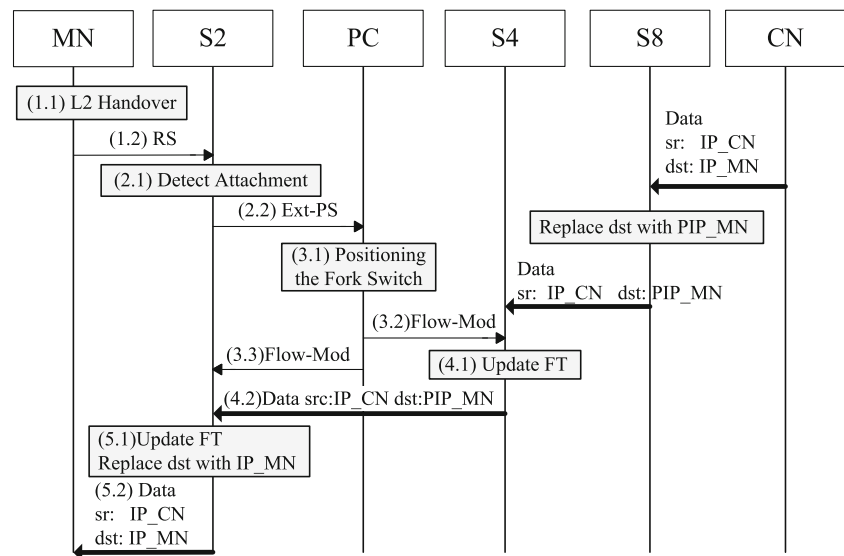 MN S2 PC S4 S8 CN
(1.1) L2 Handover
Data
sr: IP_CN
dst: IP_MN
(1.2) RS
(2.1) Detect Attachment
(2.2) Ext-PS
Replace dst with PIP_MN
(3.1) Positioning
the Fork Switch
Data
sr: IP_CN dst: PIP_MN
(3.2)Flow-Mod
(3.3)Flow-Mod
(4.1) Update FT
(4.2)Data src:IP_CN dst:PIP_MN
(5.1)Update FT
Replace dst with IP_MN
(5.2) Data
sr: IP_CN
dst: IP_MN